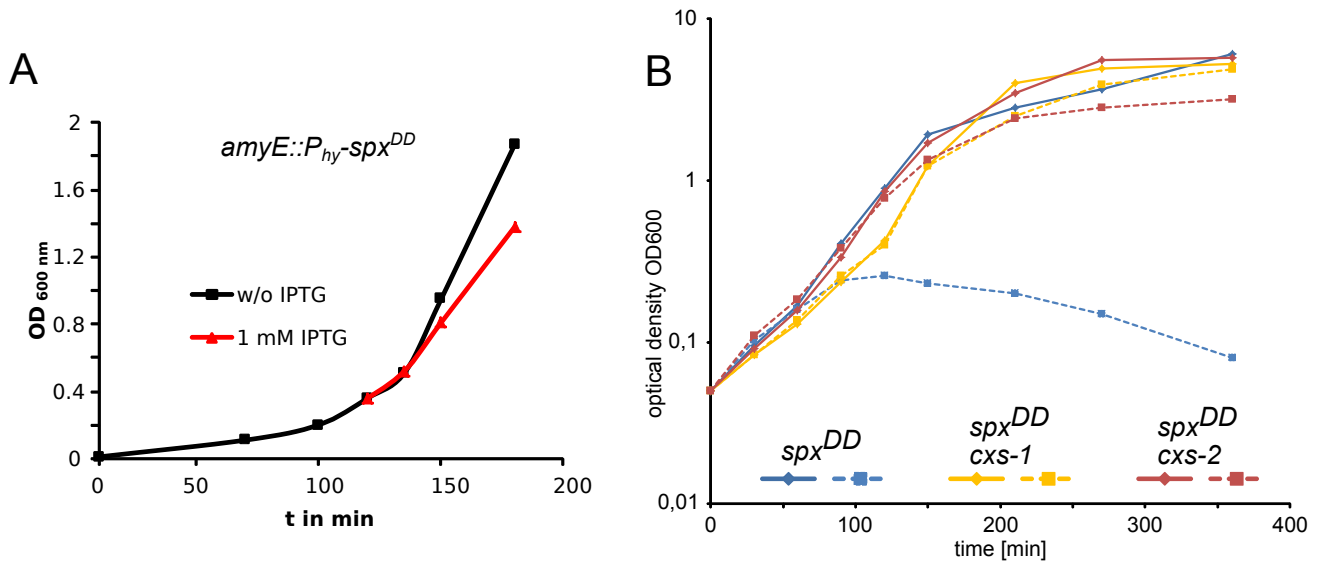 A
amyE::Phy-spxDD
OD 600 nm
2
1.6
1.2
0.8
0.4
0
w/o IPTG
1 mM IPTG
0
50
100
150
200
t in min
B
optical density OD600
10
1
0,1
0,01
spxDD
spxDD
cxs-1
spxDD
cxs-2
0
100
200
300
400
time [min]